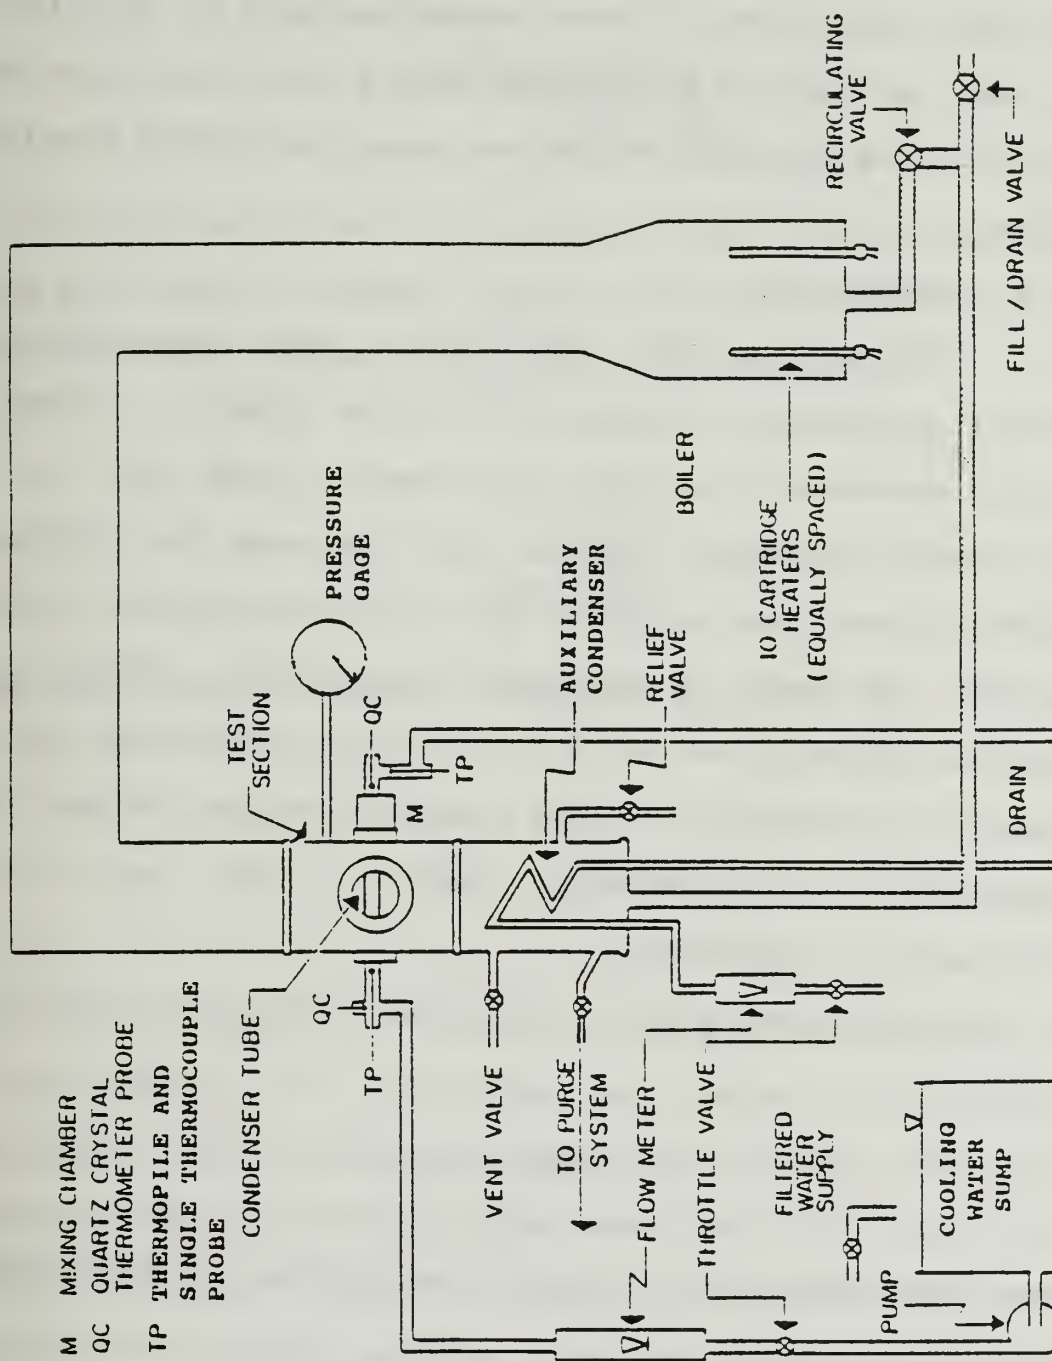 M MIXING CHAMBER
QC QUARTZ CRYSTAL
THERMOMETER PROBE
TP THERMOPILE AND
SINGLE THERMOCOUPLE
PROBE
CONDENSER TUBE
TEST
SECTION
PRESSURE
GAGE
QC
TP
QC
TP
M
VENT VALVE
TO PURGE
SYSTEM
AUXILIARY
CONDENSER
RELIEF
VALVE
BOILER
10 CARTRIDGE
HEATERS
(EQUALLY SPACED)
RECIRCULATING
VALVE
FLOW METER
THROTTLE VALVE
FILTERED
WATER
SUPPLY
PUMP
COOLING
WATER
SUMP
DRAIN
FILL / DRAIN VALVE